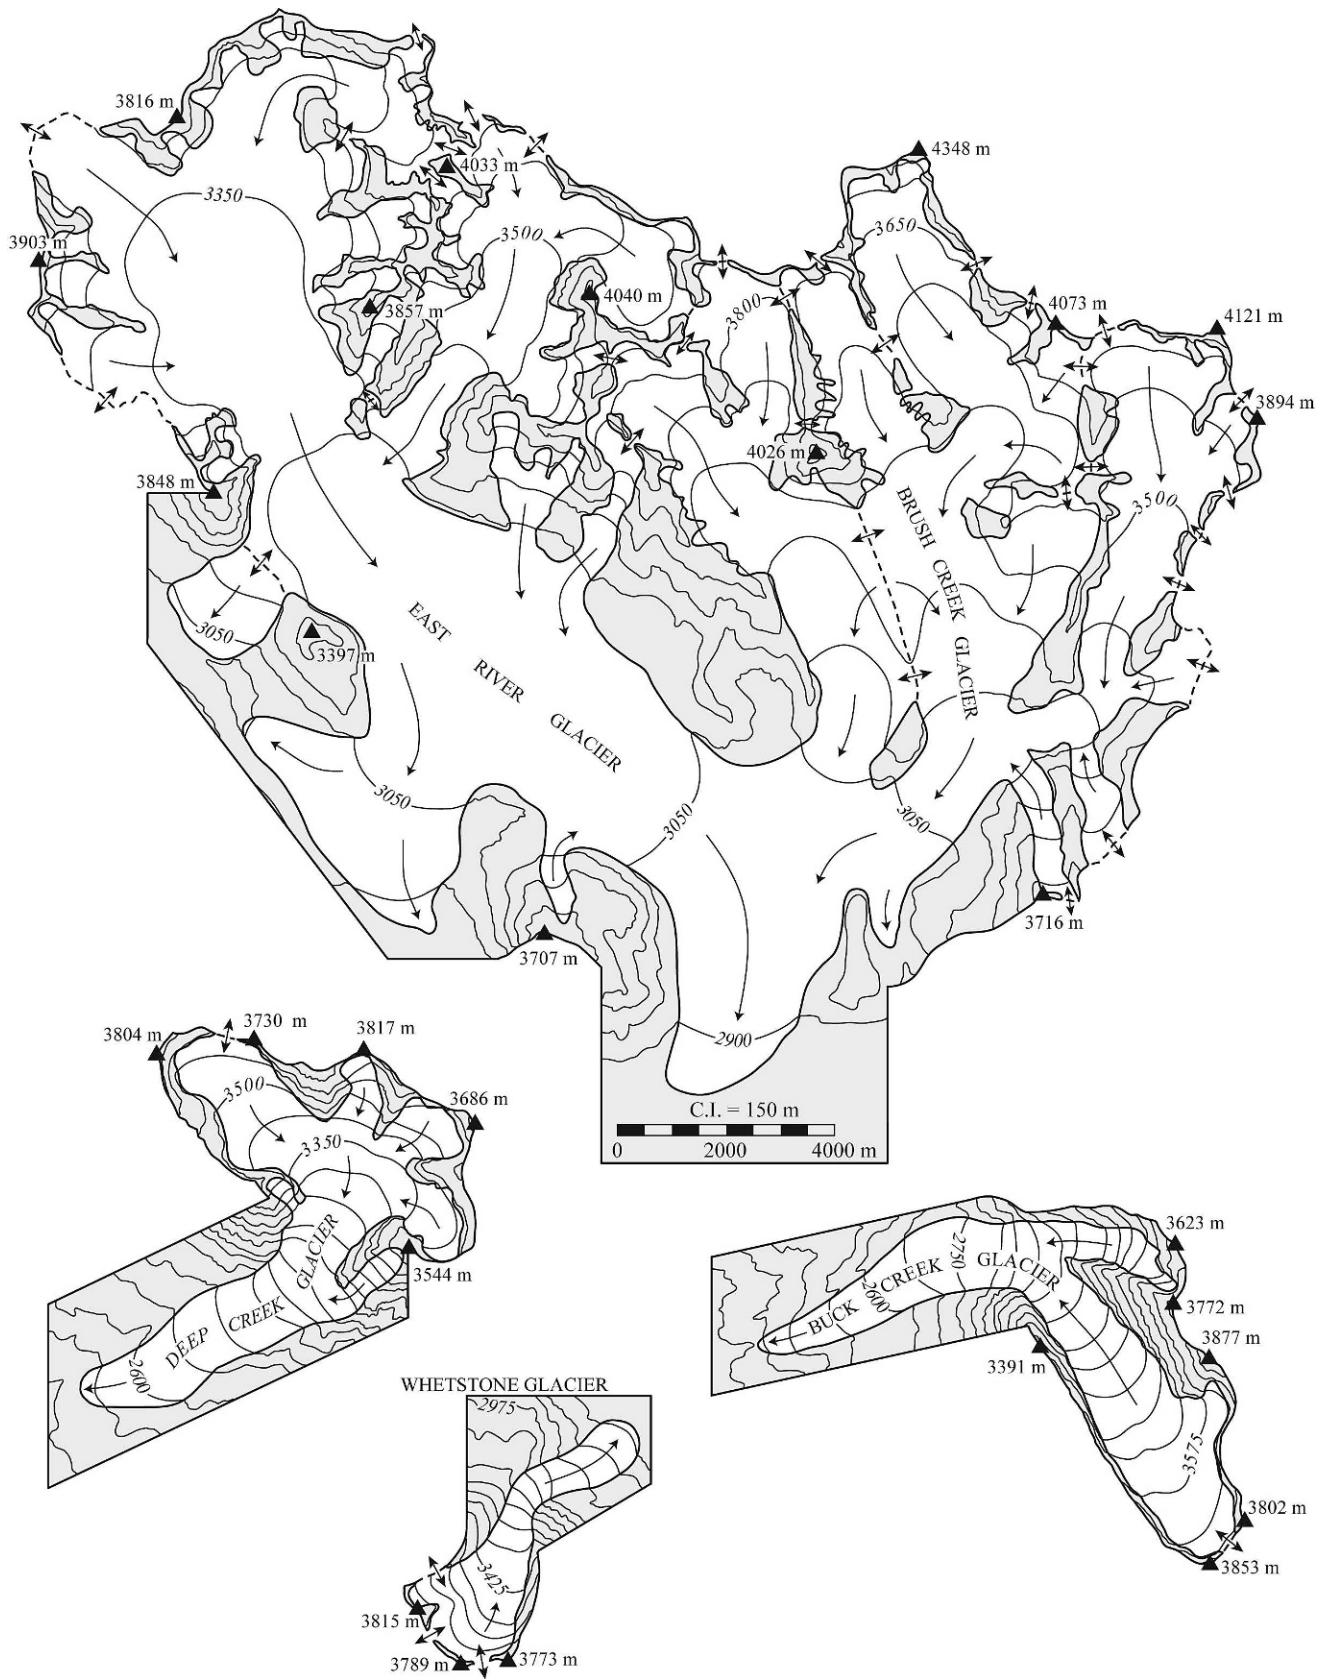 3816 m
4033 m
4348 m
3350
3903 m
3500
3650
4040 m
3857 m
3800
4073 m
4121 m
3894 m
4026 m
3848 m
3500
BRUSH CREEK GLACIER
3050
3397 m
EAST RIVER GLACIER
3050
3050
3050
3716 m
3707 m
2900
C.I. = 150 m
0 2000 4000 m
3804 m
3730 m
3817 m
3500
3686 m
3350
3544 m
DEEP CREEK GLACIER
2600
3623 m
2750
BUCK CREEK GLACIER
2600
3772 m
3877 m
3391 m
3575
3802 m
3853 m
WHETSTONE GLACIER
2975
3425
3815 m
3789 m
3773 m